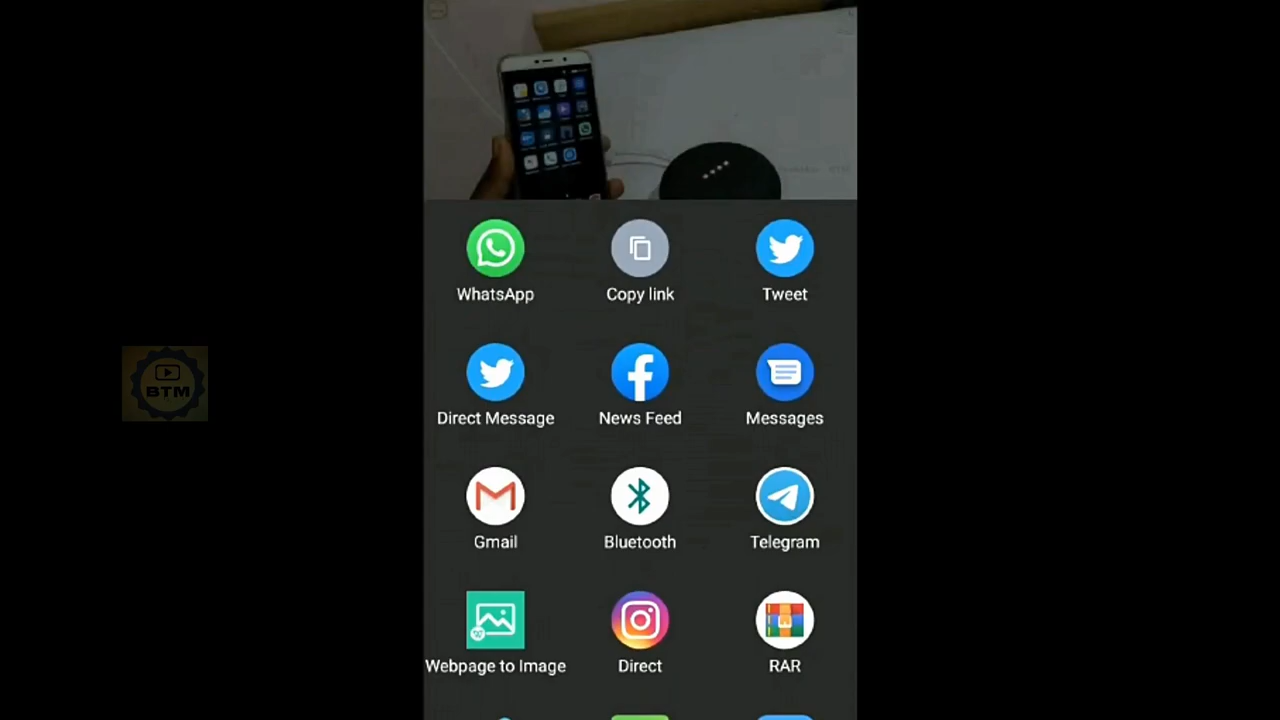 WhatsApp
Copy link
Tweet
Direct Message
News Feed
Messages
BTM
Gmail
Bluetooth
Telegram
Webpage to Image
Direct
RAR